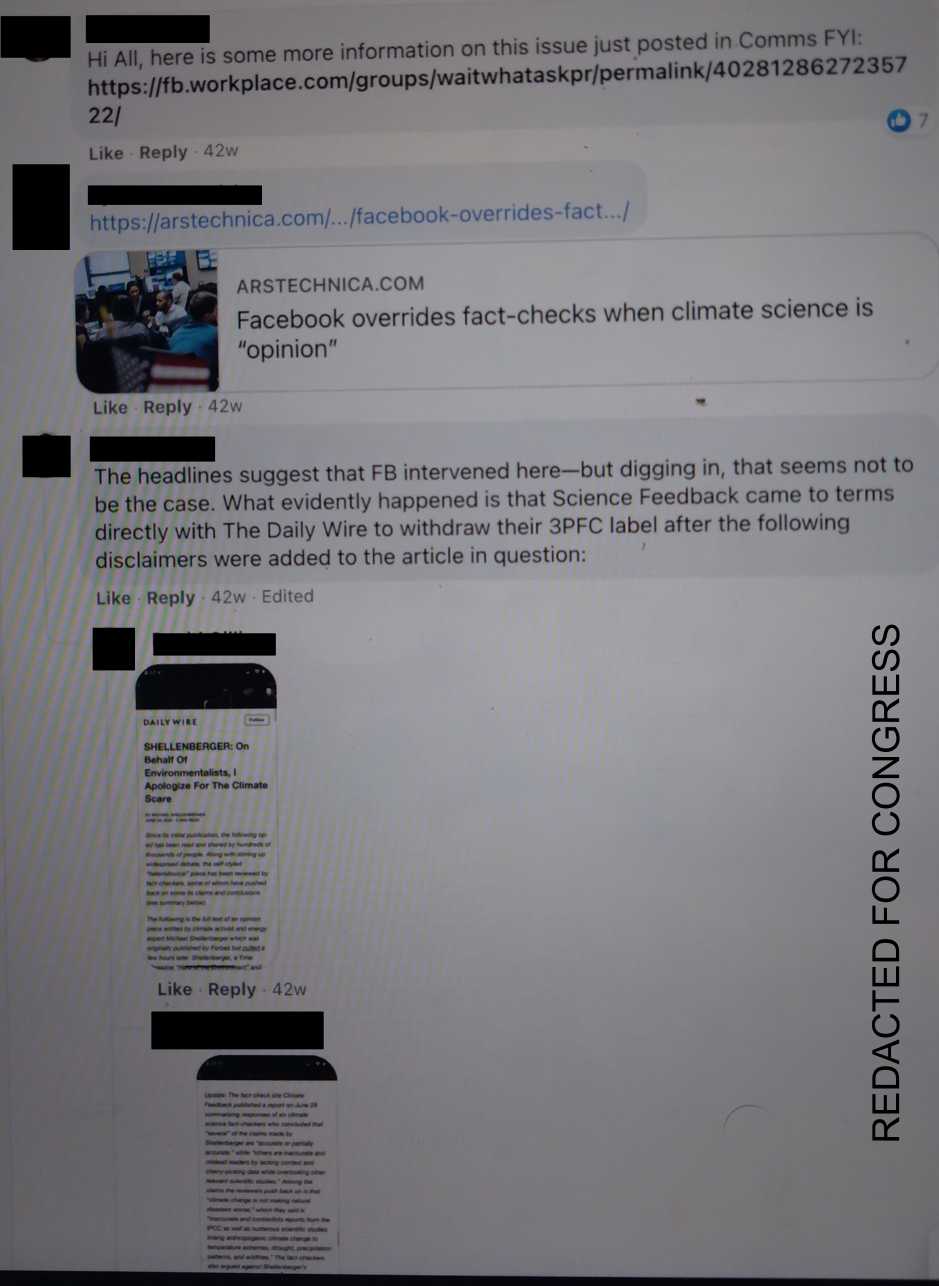 Hi All, here is some more information on this issue just posted in Comms FYI:
https://fb.workplace.com/groups/waitwhataskpr/permalink/40281286272357
22/
7
Like · Reply · 42w
https://arstechnica.com/.../facebook-overrides-fact.../
ARSTECHNICA.COM
Facebook overrides fact-checks when climate science is
“opinion”
Like · Reply · 42w
The headlines suggest that FB intervened here—but digging in, that seems not to
be the case. What evidently happened is that Science Feedback came to terms
directly with The Daily Wire to withdraw their 3PFC label after the following
disclaimers were added to the article in question:
Like · Reply · 42w · Edited
DAILY WIRE
Follow
SHELLENBERGER: On
Behalf Of
Environmentalists, I
Apologize For The Climate
Scare
Since its initial publication, the following op-
ed has been read and shared by hundreds of
thousands of people. Along with stirring up
widespread debate, the self-styled
piece has been reviewed by
fact-checkers, some of whom have pushed
back on some its claims and conclusions
(see summary below).
The following is the full text of an opinion
piece written by climate activist and energy
expert Michael Shellenberger which was
originally published by Forbes but pulled a
few hours later. Shellenberger, a Time
"Hero of the Environment," and
Like · Reply · 42w
Update: The fact-check site Climate
Feedback published a report on June
summarizing responses of six climate
science fact-checkers who concluded that
"several" of the claims made by
Shellenberger are "accurate or partially
accurate," while "others are inaccurate and
mislead readers by lacking context and
cherry-picking data while overlooking other
relevant scientific studies." Among the
claims the reviewers push back on is that
"climate change is not making natural
disasters worse," which they said is
"inaccurate and contradicts reports from the
IPCC as well as numerous scientific studies
linking anthropogenic climate change to
temperature extremes, drought, precipitation
patterns, and wildfires." The fact-checkers
also argued against Shellenberger's
REDACTED FOR CONGRESS